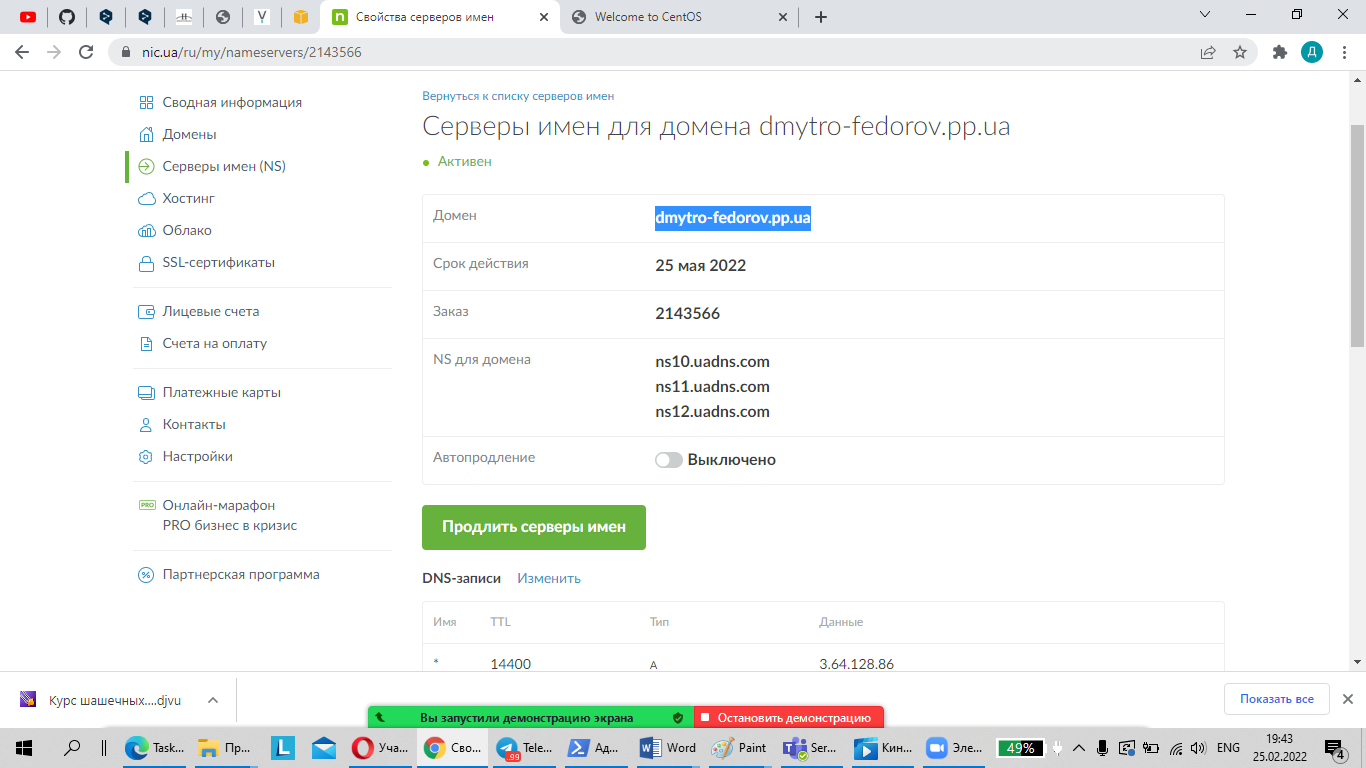 Свойства серверов имен
Welcome to CentOS
nic.ua/ru/my/nameservers/2143566
Д
Сводная информация
Домены
Серверы имен (NS)
Хостинг
Облако
SSL-сертификаты
Лицевые счета
Счета на оплату
Платежные карты
Контакты
Настройки
PRO
Онлайн-марафон
PRO бизнес в кризис
Партнерская программа
Вернуться к списку серверов имен
Серверы имен для домена dmytro-fedorov.pp.ua
Активен
Домен dmytro-fedorov.pp.ua
Срок действия 25 мая 2022
Заказ 2143566
NS для домена ns10.uadns.com
ns11.uadns.com
ns12.uadns.com
Автопродление Выключено
Продлить серверы имен
DNS-записи Изменить
Имя TTL Тип Данные
* 14400 A 3.64.128.86
Курс шашечных....djvu
Показать все
Вы запустили демонстрацию экрана
Остановить демонстрацию
Task... Пр... L Уча... Сво... Tele... .99 Ад... Word Paint Ser... Кин... Эле... 49% ENG
19:43
25.02.2022
4